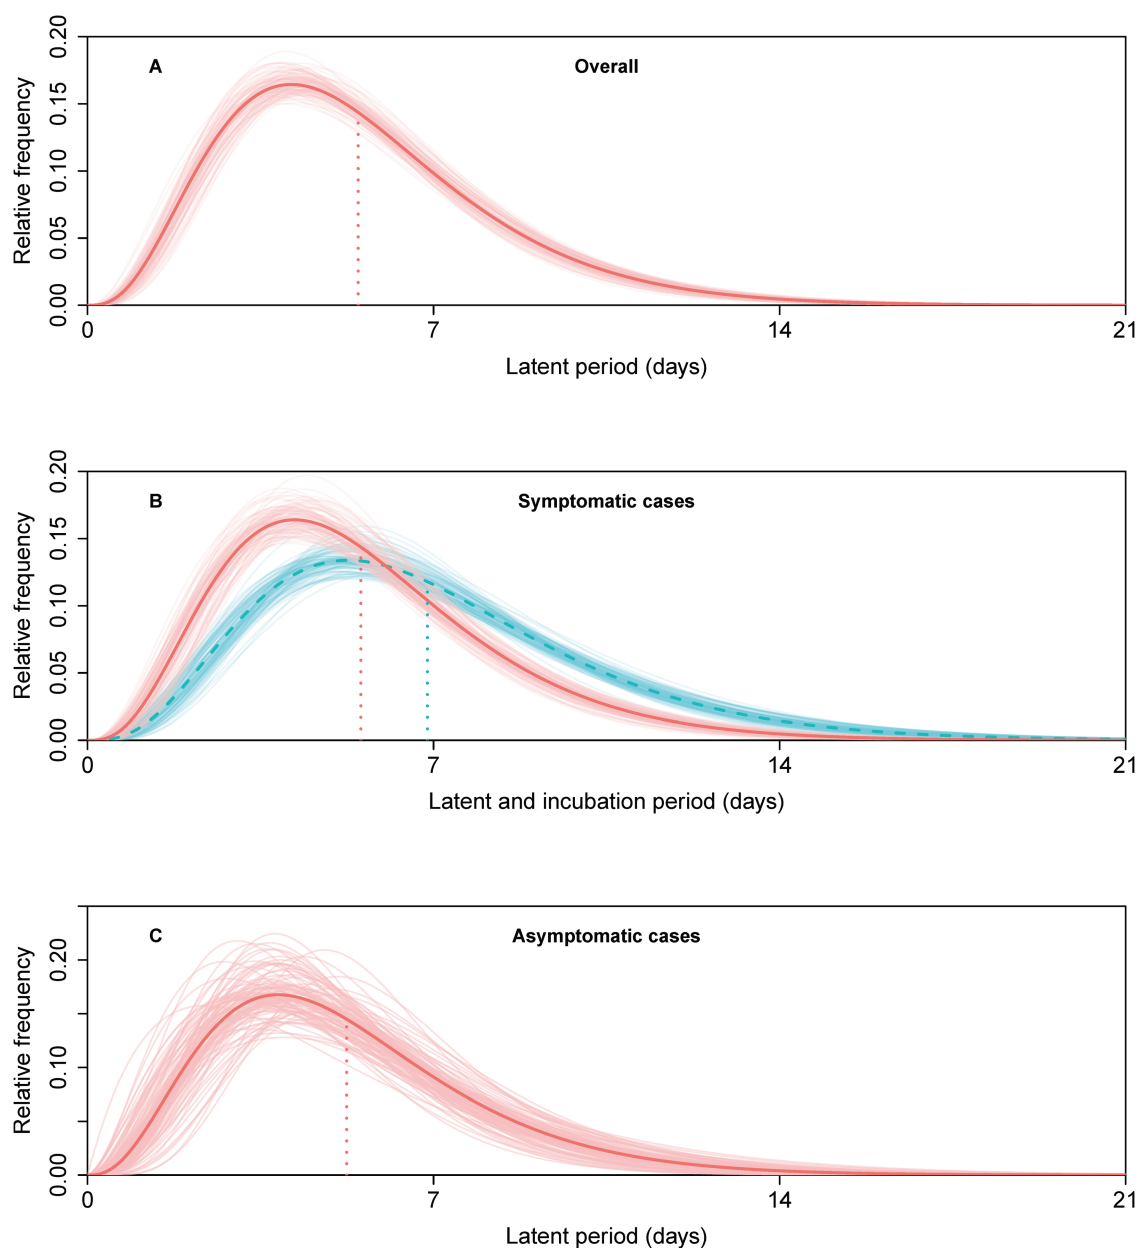 A Overall
Relative frequency
0.20
0.15
0.10
0.05
0.00
0 7 14 21
Latent period (days)
B Symptomatic cases
Relative frequency
0.20
0.15
0.10
0.05
0.00
0 7 14 21
Latent and incubation period (days)
C Asymptomatic cases
Relative frequency
0.20
0.10
0.00
0 7 14 21
Latent period (days)